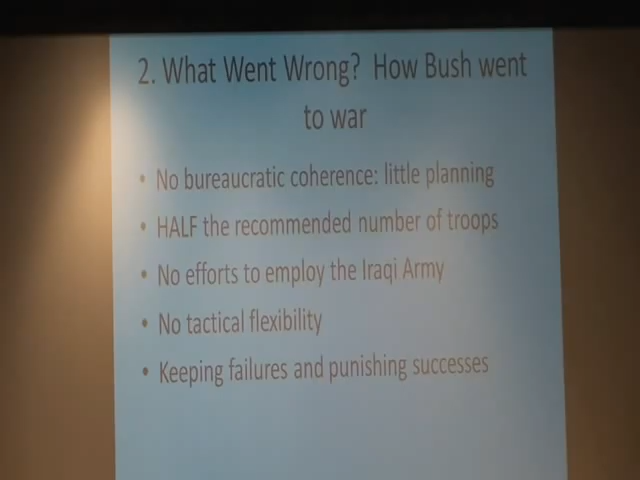 2. What Went Wrong?  How Bush went
to war
• No bureaucratic coherence: little planning
• HALF the recommended number of troops
• No efforts to employ the Iraqi Army
• No tactical flexibility
• Keeping failures and punishing successes